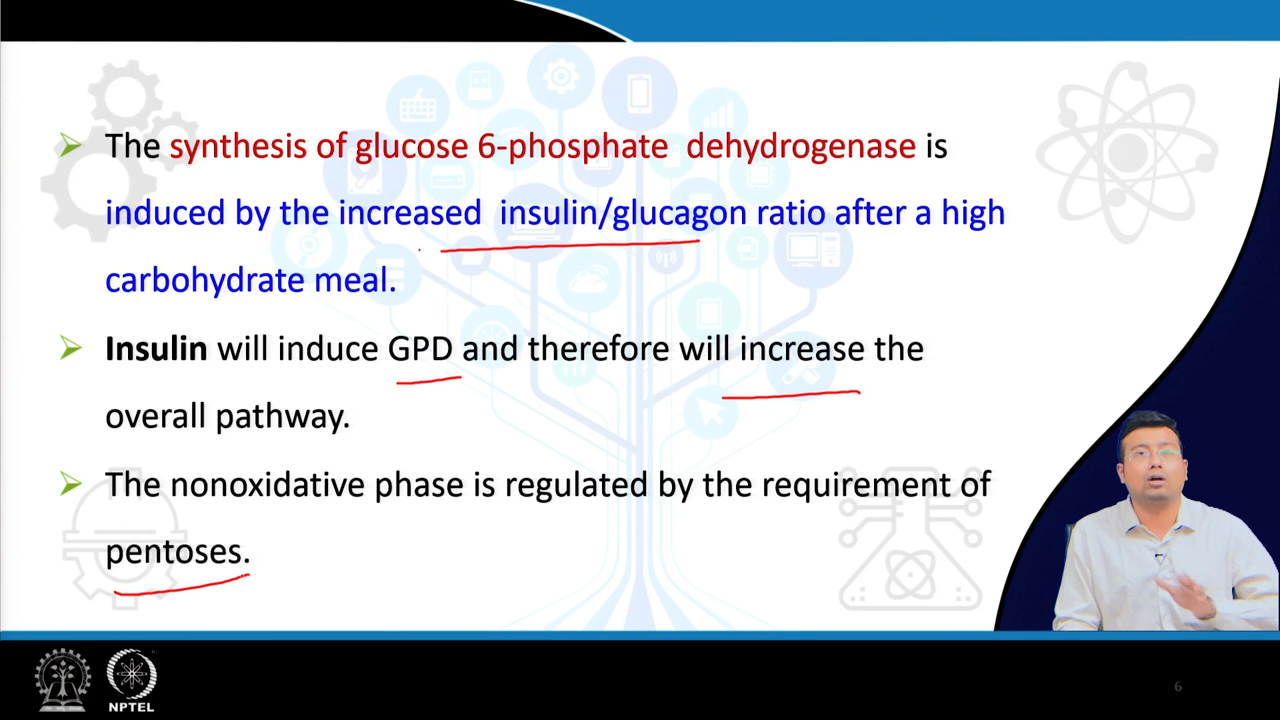 The synthesis of glucose 6-phosphate dehydrogenase is
induced by the increased insulin/glucagon ratio after a high
carbohydrate meal.
Insulin will induce GPD and therefore will increase the
overall pathway.
The nonoxidative phase is regulated by the requirement of
pentoses.
NPTEL
6